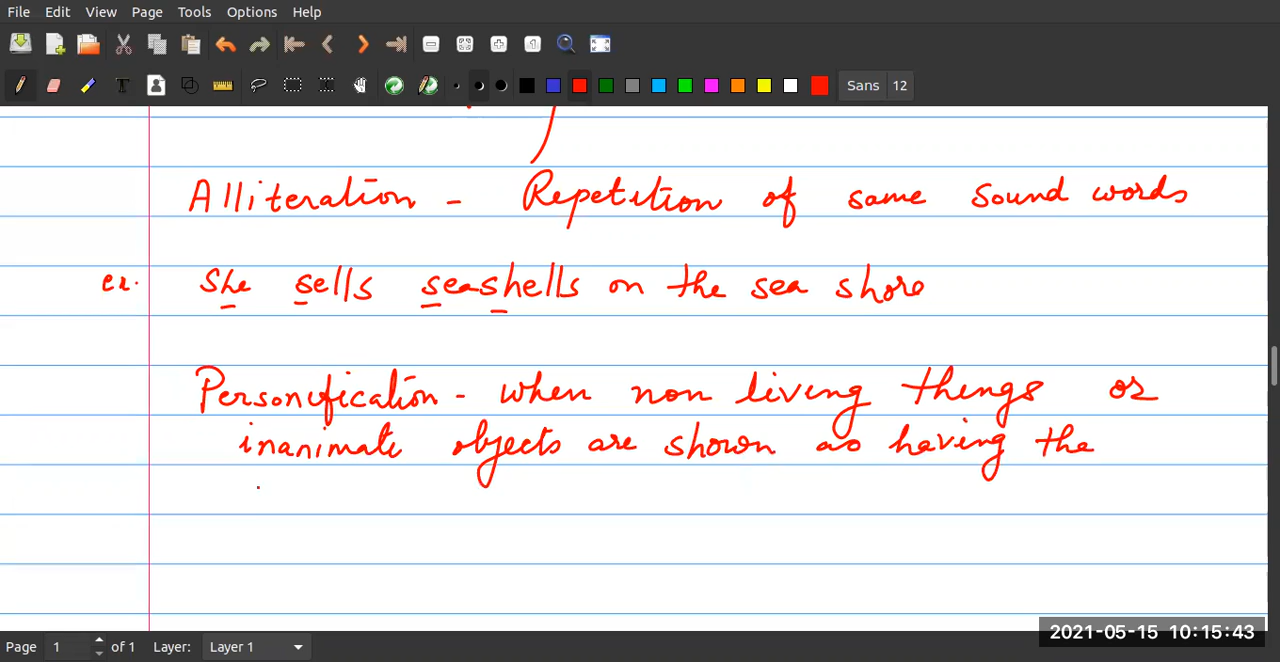 File Edit View Page Tools Options Help
Sans 12
Alliteration - Repetition of same sound words
ex. She sells seashells on the sea shore
Personification - when non living things or
inanimate objects are shown as having the
Page 1 of 1 Layer: Layer 1
2021-05-15 10:15:43